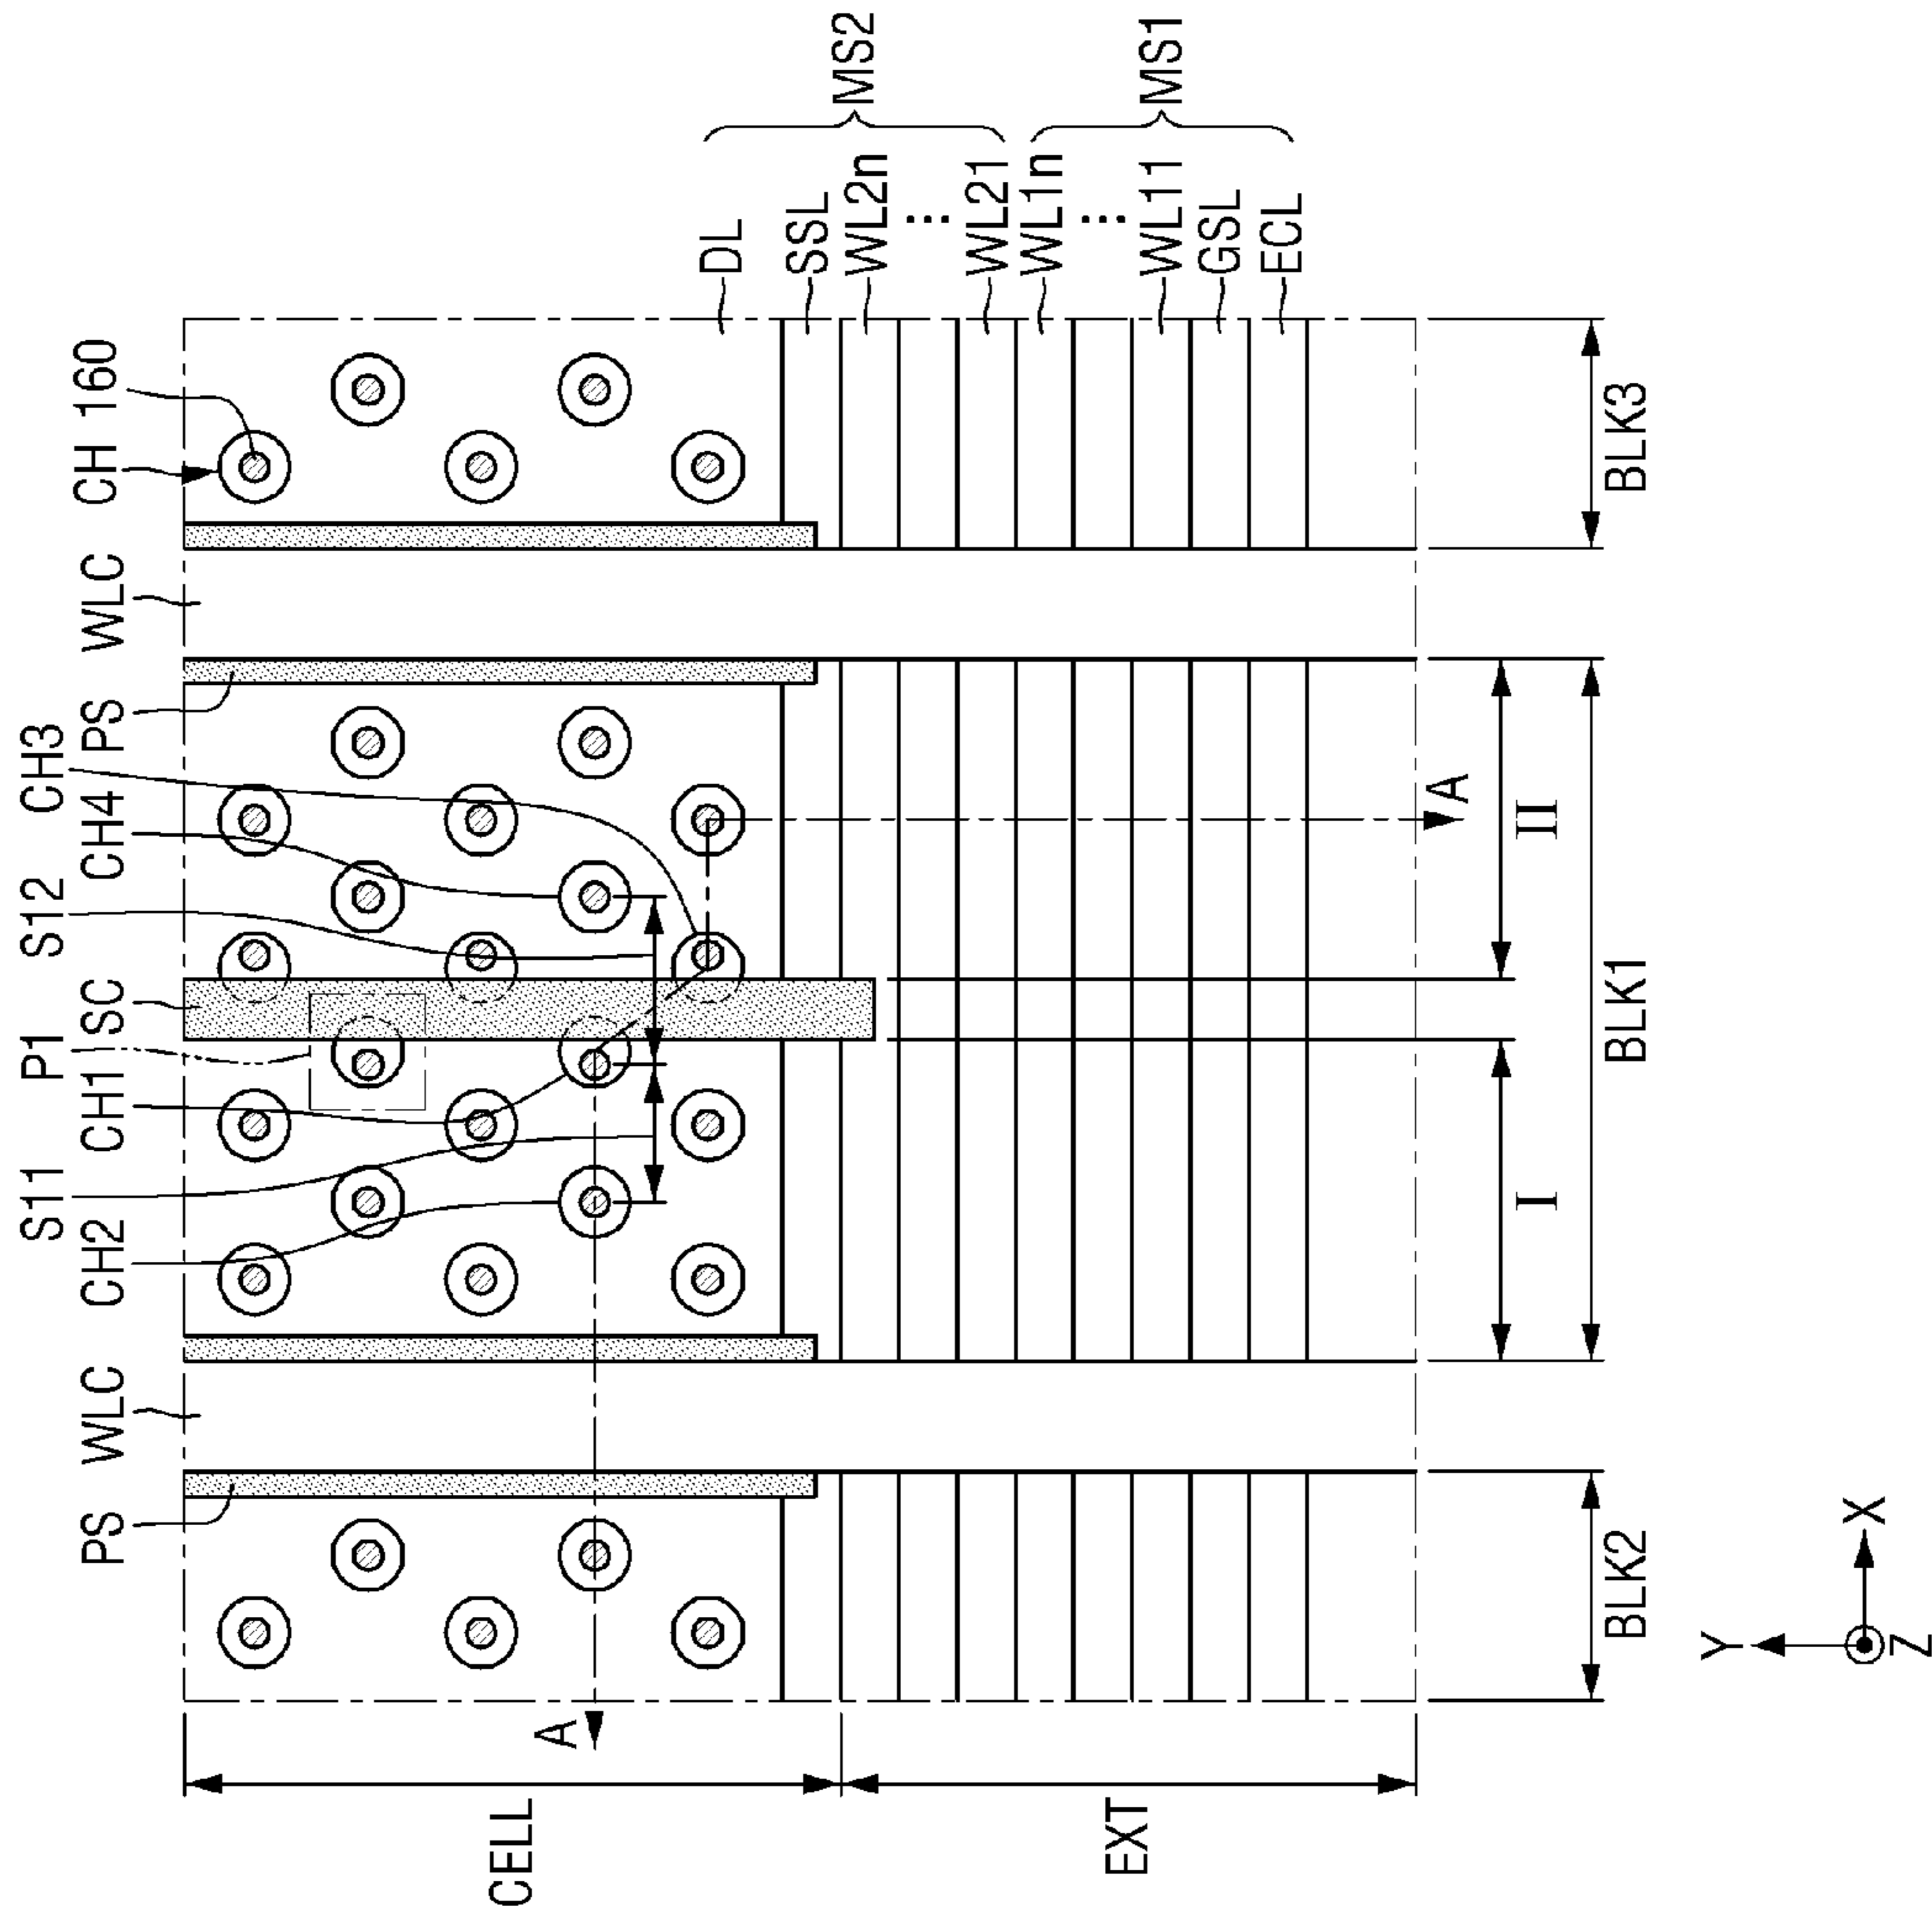 S11 P1 S12 CH3
PS WLC CH2 CH1 SC CH4 PS WLC CH 160
CELL
A
DL
SSL
WL2n
⋮
WL21
MS2
WL1n
⋮
WL11
GSL
ECL
MS1
EXT
A
I II
BLK2 BLK1 BLK3
Y
X
Z